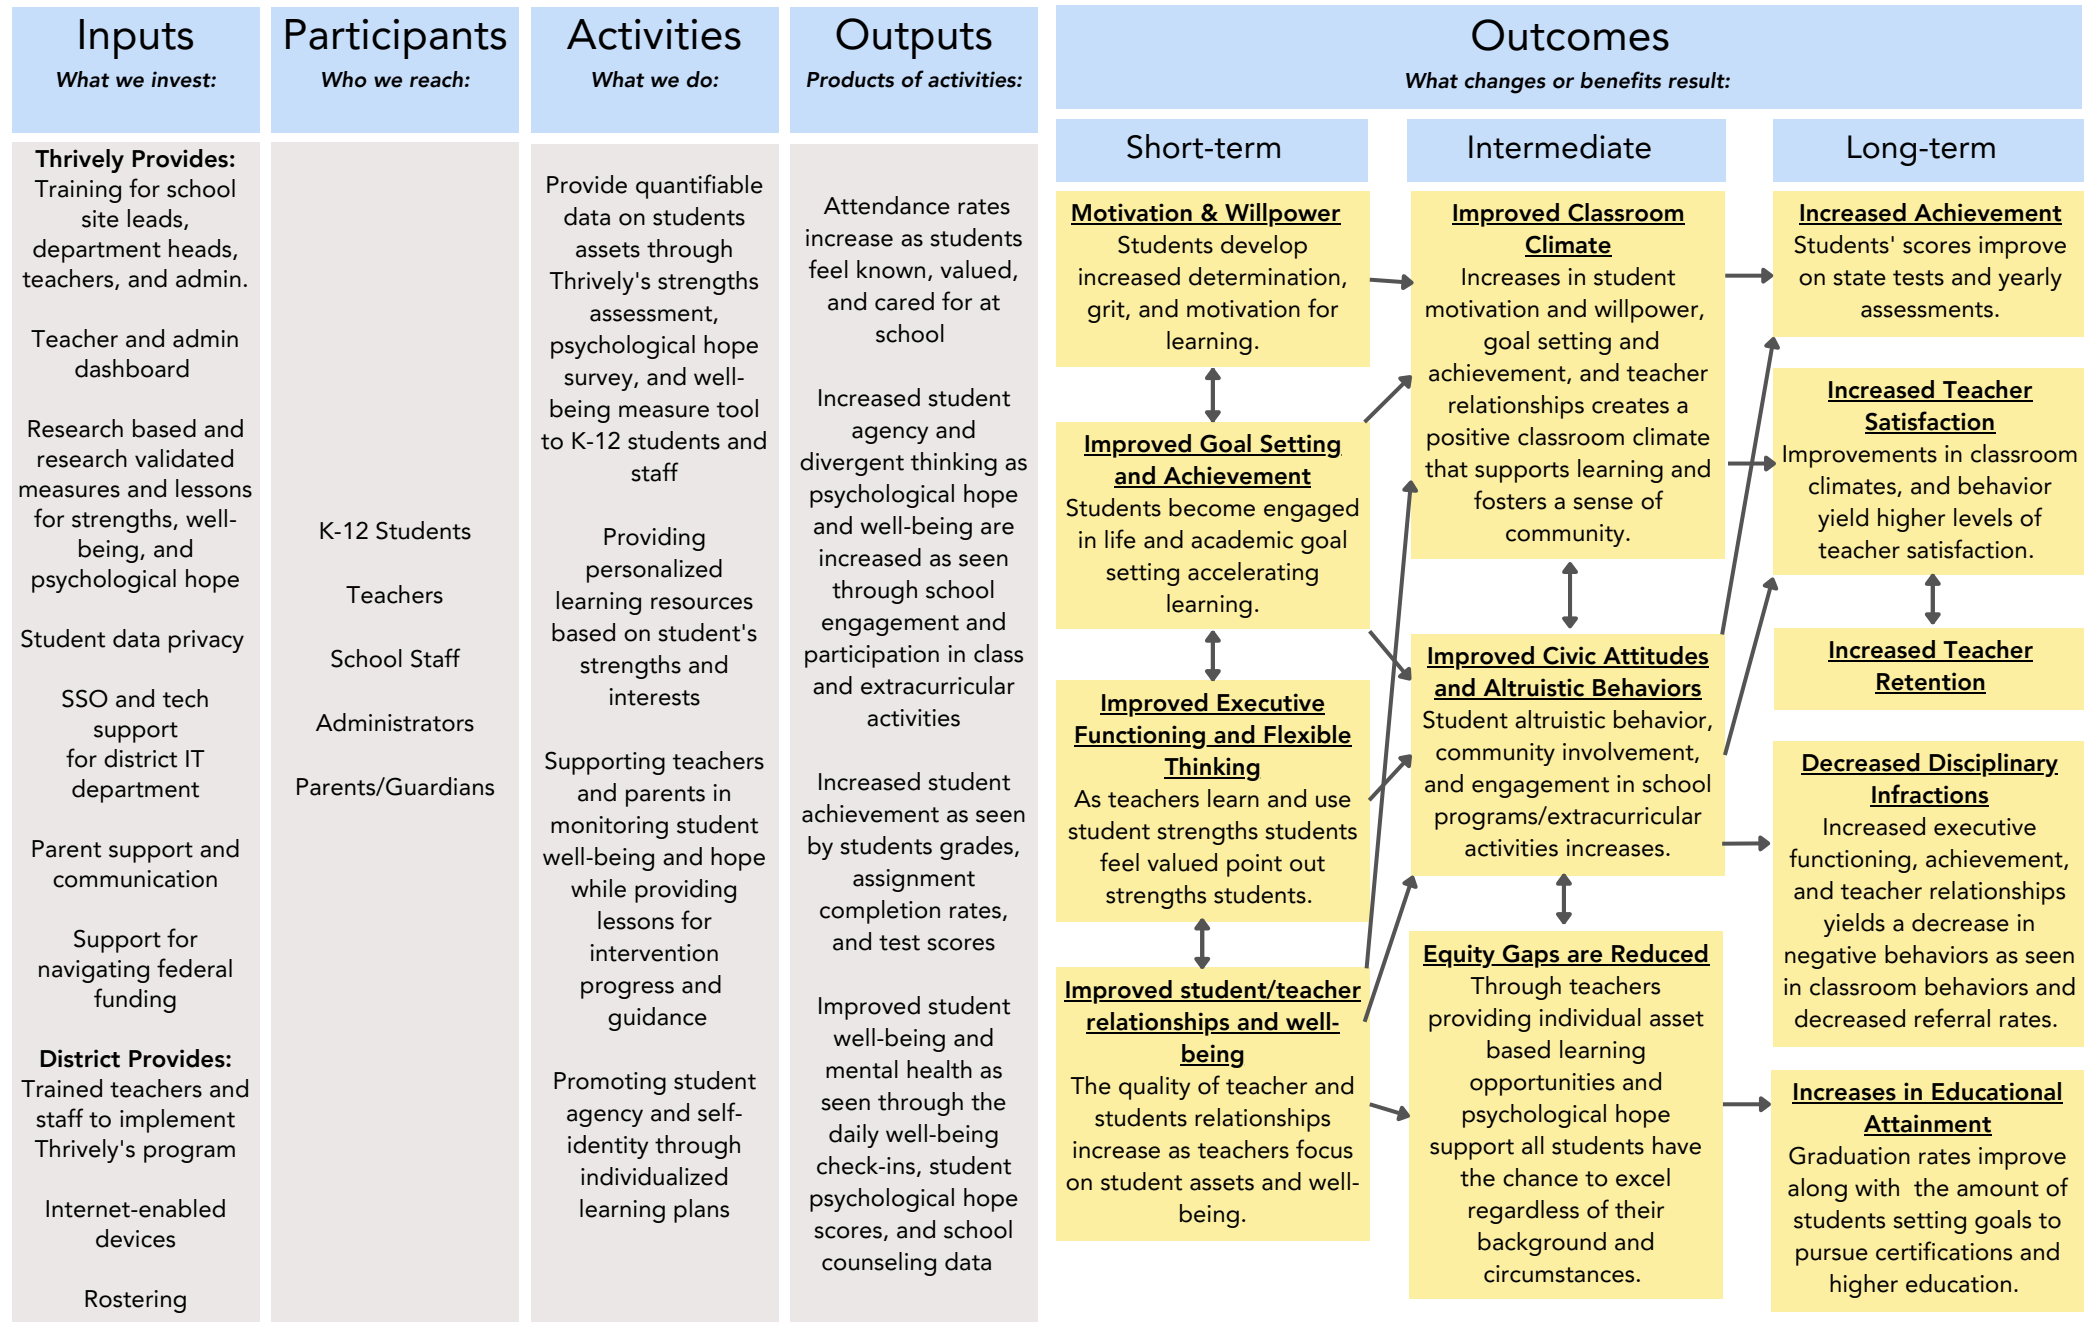 Inputs
What we invest:
Thrively Provides:
Training for school
site leads,
department heads,
teachers, and admin.
Teacher and admin
dashboard
Research based and
research validated
measures and lessons
for strengths, well-
being, and
psychological hope
Student data privacy
SSO and tech
support
for district IT
department
Parent support and
communication
Support for
navigating federal
funding
District Provides:
Trained teachers and
staff to implement
Thrively's program
Internet-enabled
devices
Rostering
Participants
Who we reach:
K-12 Students
Teachers
School Staff
Administrators
Parents/Guardians
Activities
What we do:
Provide quantifiable
data on students
assets through
Thrively's strengths
assessment,
psychological hope
survey, and well-
being measure tool
to K-12 students and
staff
Providing
personalized
learning resources
based on student's
strengths and
interests
Supporting teachers
and parents in
monitoring student
well-being and hope
while providing
lessons for
intervention
progress and
guidance
Promoting student
agency and self-
identity through
individualized
learning plans
Outputs
Products of activities:
Attendance rates
increase as students
feel known, valued,
and cared for at
school
Increased student
agency and
divergent thinking as
psychological hope
and well-being are
increased as seen
through school
engagement and
participation in class
and extracurricular
activities
Increased student
achievement as seen
by students grades,
assignment
completion rates,
and test scores
Improved student
well-being and
mental health as
seen through the
daily well-being
check-ins, student
psychological hope
scores, and school
counseling data
Outcomes
What changes or benefits result:
Short-term
Motivation & Willpower
Students develop
increased determination,
grit, and motivation for
learning.
Improved Goal Setting
and Achievement
Students become engaged
in life and academic goal
setting accelerating
learning.
Improved Executive
Functioning and Flexible
Thinking
As teachers learn and use
student strengths students
feel valued point out
strengths students.
Improved student/teacher
relationships and well-
being
The quality of teacher and
students relationships
increase as teachers focus
on student assets and well-
being.
Intermediate
Improved Classroom
Climate
Increases in student
motivation and willpower,
goal setting and
achievement, and teacher
relationships creates a
positive classroom climate
that supports learning and
fosters a sense of
community.
Improved Civic Attitudes
and Altruistic Behaviors
Student altruistic behavior,
community involvement,
and engagement in school
programs/extracurricular
activities increases.
Equity Gaps are Reduced
Through teachers
providing individual asset
based learning
opportunities and
psychological hope
support all students have
the chance to excel
regardless of their
background and
circumstances.
Long-term
Increased Achievement
Students' scores improve
on state tests and yearly
assessments.
Increased Teacher
Satisfaction
Improvements in classroom
climates, and behavior
yield higher levels of
teacher satisfaction.
Increased Teacher
Retention
Decreased Disciplinary
Infractions
Increased executive
functioning, achievement,
and teacher relationships
yields a decrease in
negative behaviors as seen
in classroom behaviors and
decreased referral rates.
Increases in Educational
Attainment
Graduation rates improve
along with the amount of
students setting goals to
pursue certifications and
higher education.